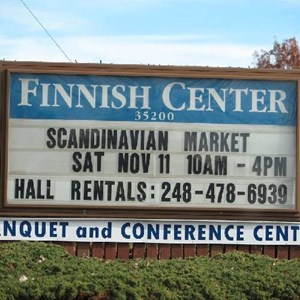 FINNISH CENTER
35200
SCANDINAVIAN MARKET
SAT NOV 11 10AM - 4PM
HALL RENTALS: 248-478-6939
NQUET and CONFERENCE CENT